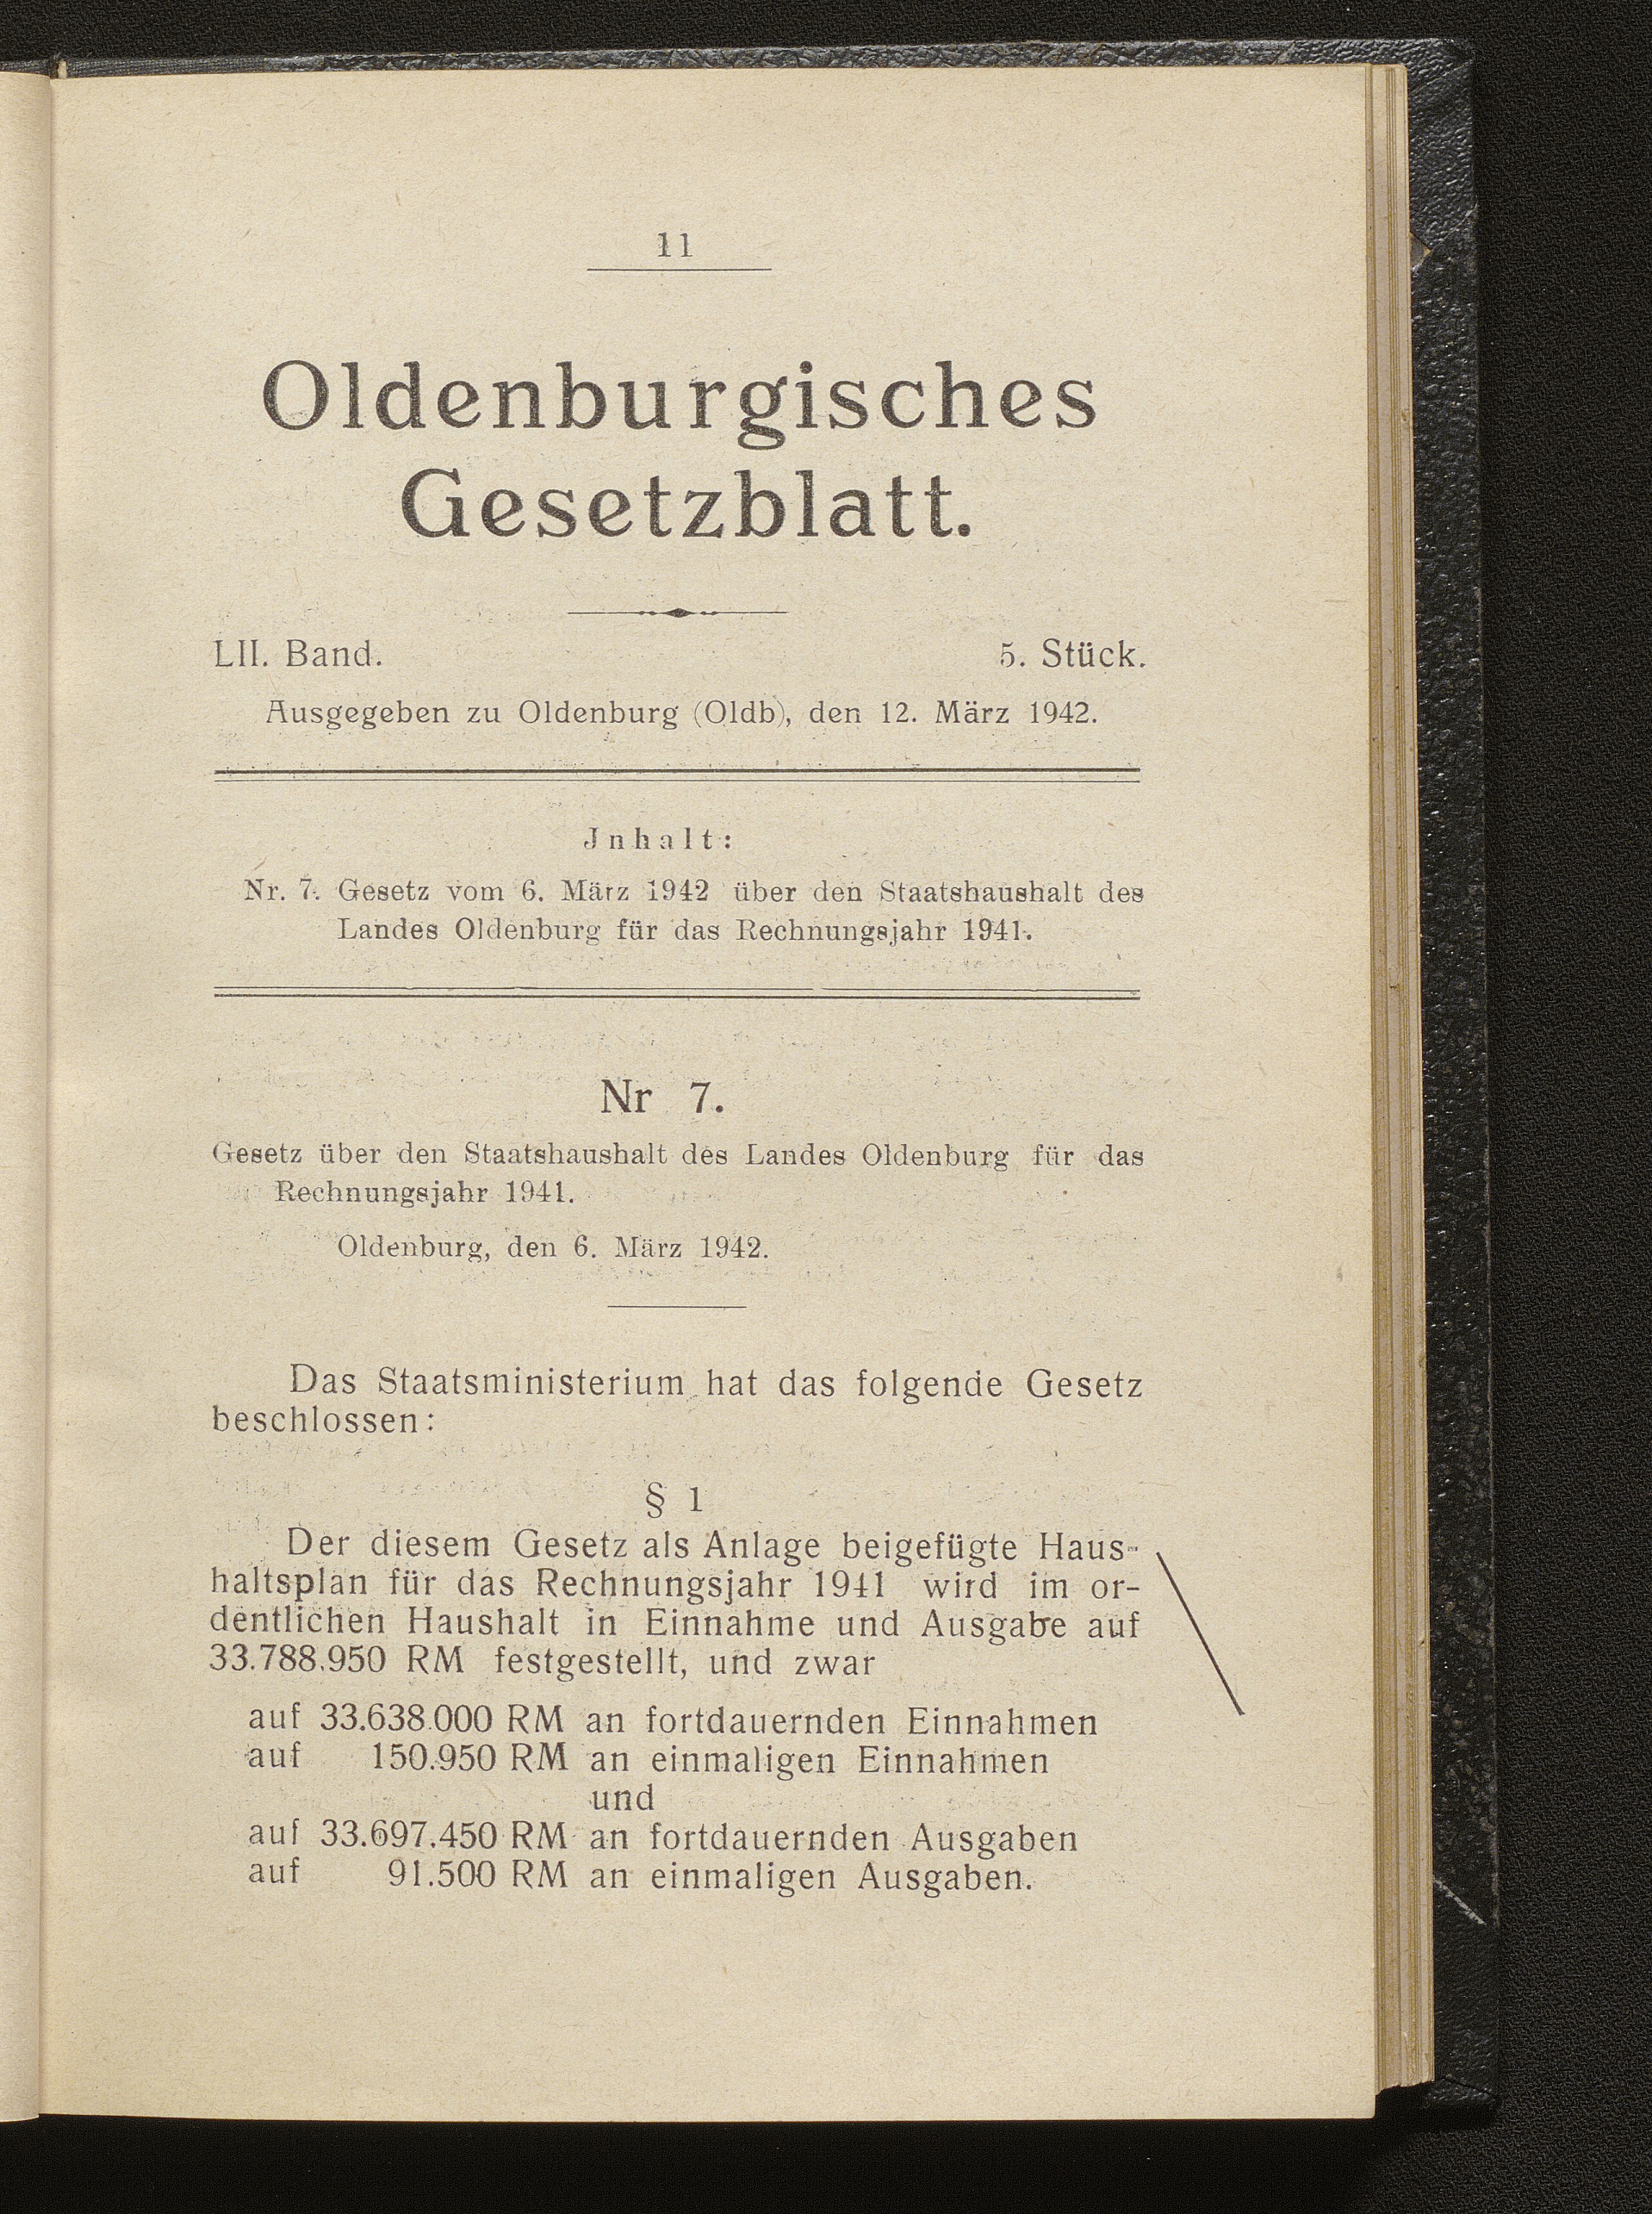 11
Oldenburgisches
Gesetzblatt.
LII. Band. 5. Stück.
Ausgegeben zu Oldenburg (Oldb), den 12. März 1942.
Jnhalt:
Nr. 7. Gesetz vom 6. März 1942 über den Staatshaushalt des
Landes Oldenburg für das Rechnungsjahr 1941.
Nr 7.
Gesetz über den Staatshaushalt des Landes Oldenburg für das
Rechnungsjahr 1941.
Oldenburg, den 6. März 1942.
Das Staatsministerium hat das folgende Gesetz
beschlossen:
§ 1
Der diesem Gesetz als Anlage beigefügte Haus-
haltsplan für das Rechnungsjahr 1941 wird im or-
dentlichen Haushalt in Einnahme und Ausgabe auf
33.788.950 RM festgestellt, und zwar
auf 33.638.000 RM an fortdauernden Einnahmen
auf 150.950 RM an einmaligen Einnahmen
und
auf 33.697.450 RM an fortdauernden Ausgaben
auf 91.500 RM an einmaligen Ausgaben.